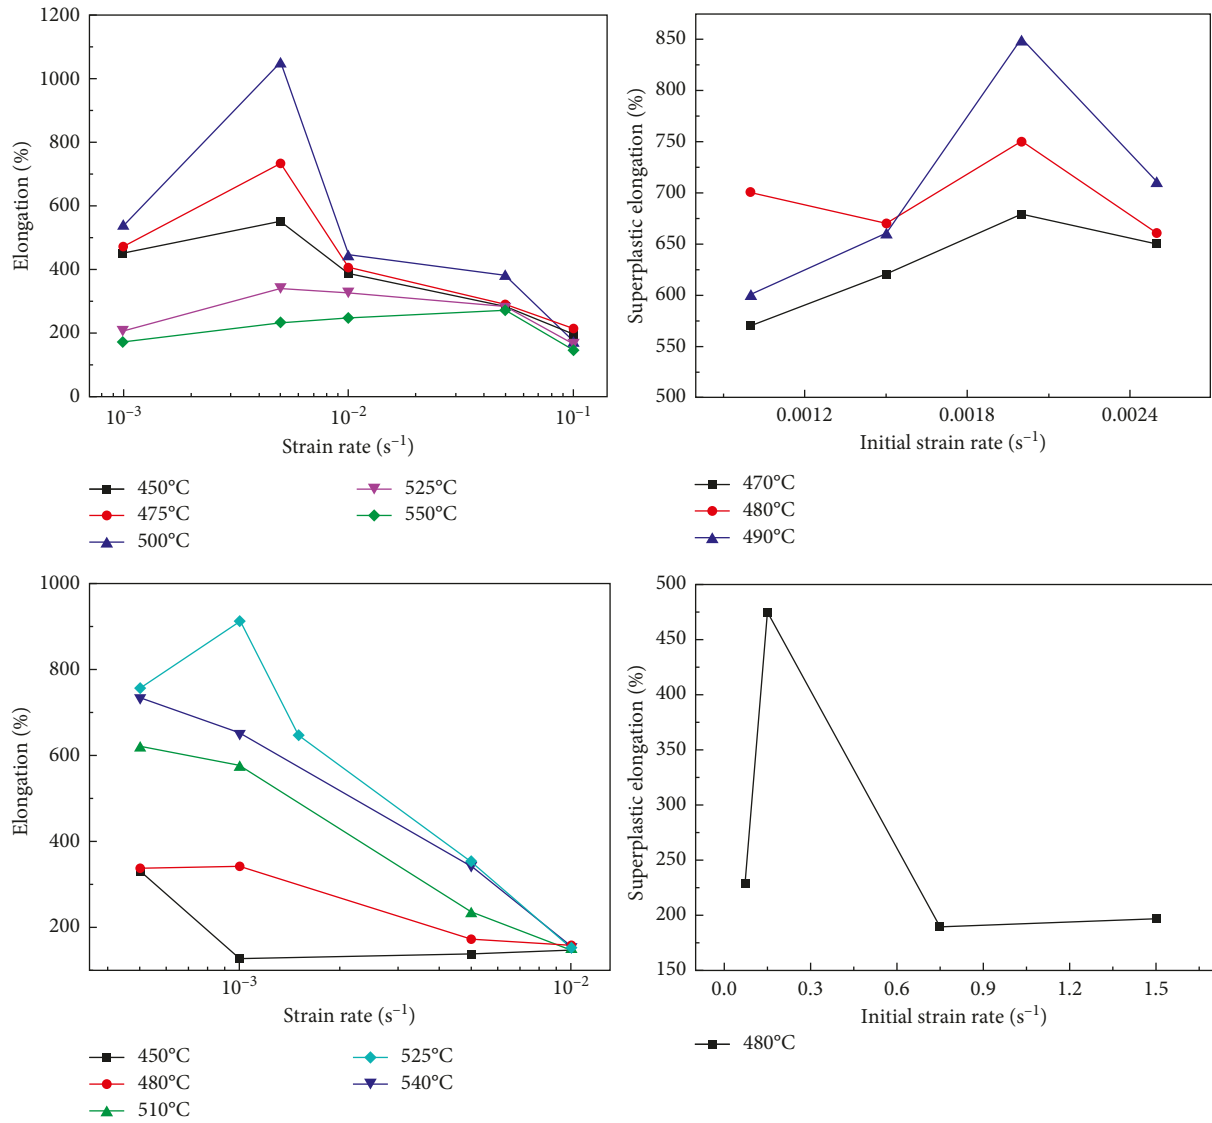 1200
1000
800
600
400
200
0
Elongation (%)
10⁻³
10⁻²
10⁻¹
Strain rate (s⁻¹)
450°C
475°C
500°C
525°C
550°C
850
800
750
700
650
600
550
500
Superplastic elongation (%)
0.0012
0.0018
0.0024
Initial strain rate (s⁻¹)
470°C
480°C
490°C
1000
800
600
400
200
Elongation (%)
10⁻³
10⁻²
Strain rate (s⁻¹)
450°C
480°C
510°C
525°C
540°C
500
450
400
350
300
250
200
150
Superplastic elongation (%)
0.0
0.3
0.6
0.9
1.2
1.5
Initial strain rate (s⁻¹)
480°C